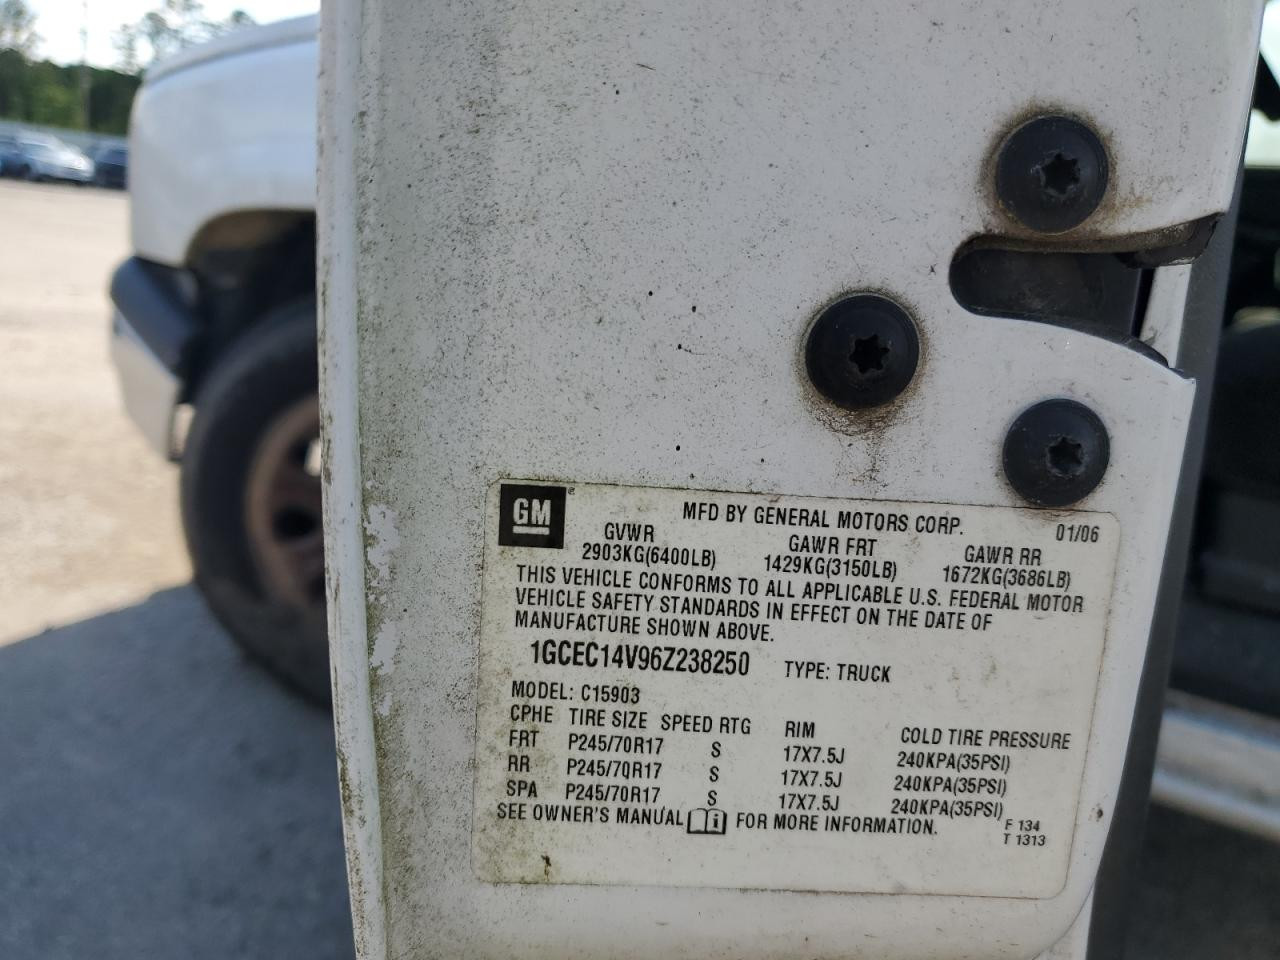 GM
MFD BY GENERAL MOTORS CORP. 01/06
GVWR GAWR FRT GAWR RR
2903KG(6400LB) 1429KG(3150LB) 1672KG(3686LB)
THIS VEHICLE CONFORMS TO ALL APPLICABLE U.S. FEDERAL MOTOR
VEHICLE SAFETY STANDARDS IN EFFECT ON THE DATE OF
MANUFACTURE SHOWN ABOVE.
1GCEC14V96Z238250 TYPE: TRUCK
MODEL: C15903
CPHE TIRE SIZE SPEED RTG RIM COLD TIRE PRESSURE
FRT P245/70R17 S 17X7.5J 240KPA(35PSI)
RR P245/70R17 S 17X7.5J 240KPA(35PSI)
SPA P245/70R17 S 17X7.5J 240KPA(35PSI)
SEE OWNER'S MANUAL i FOR MORE INFORMATION.
F 134
T 1313